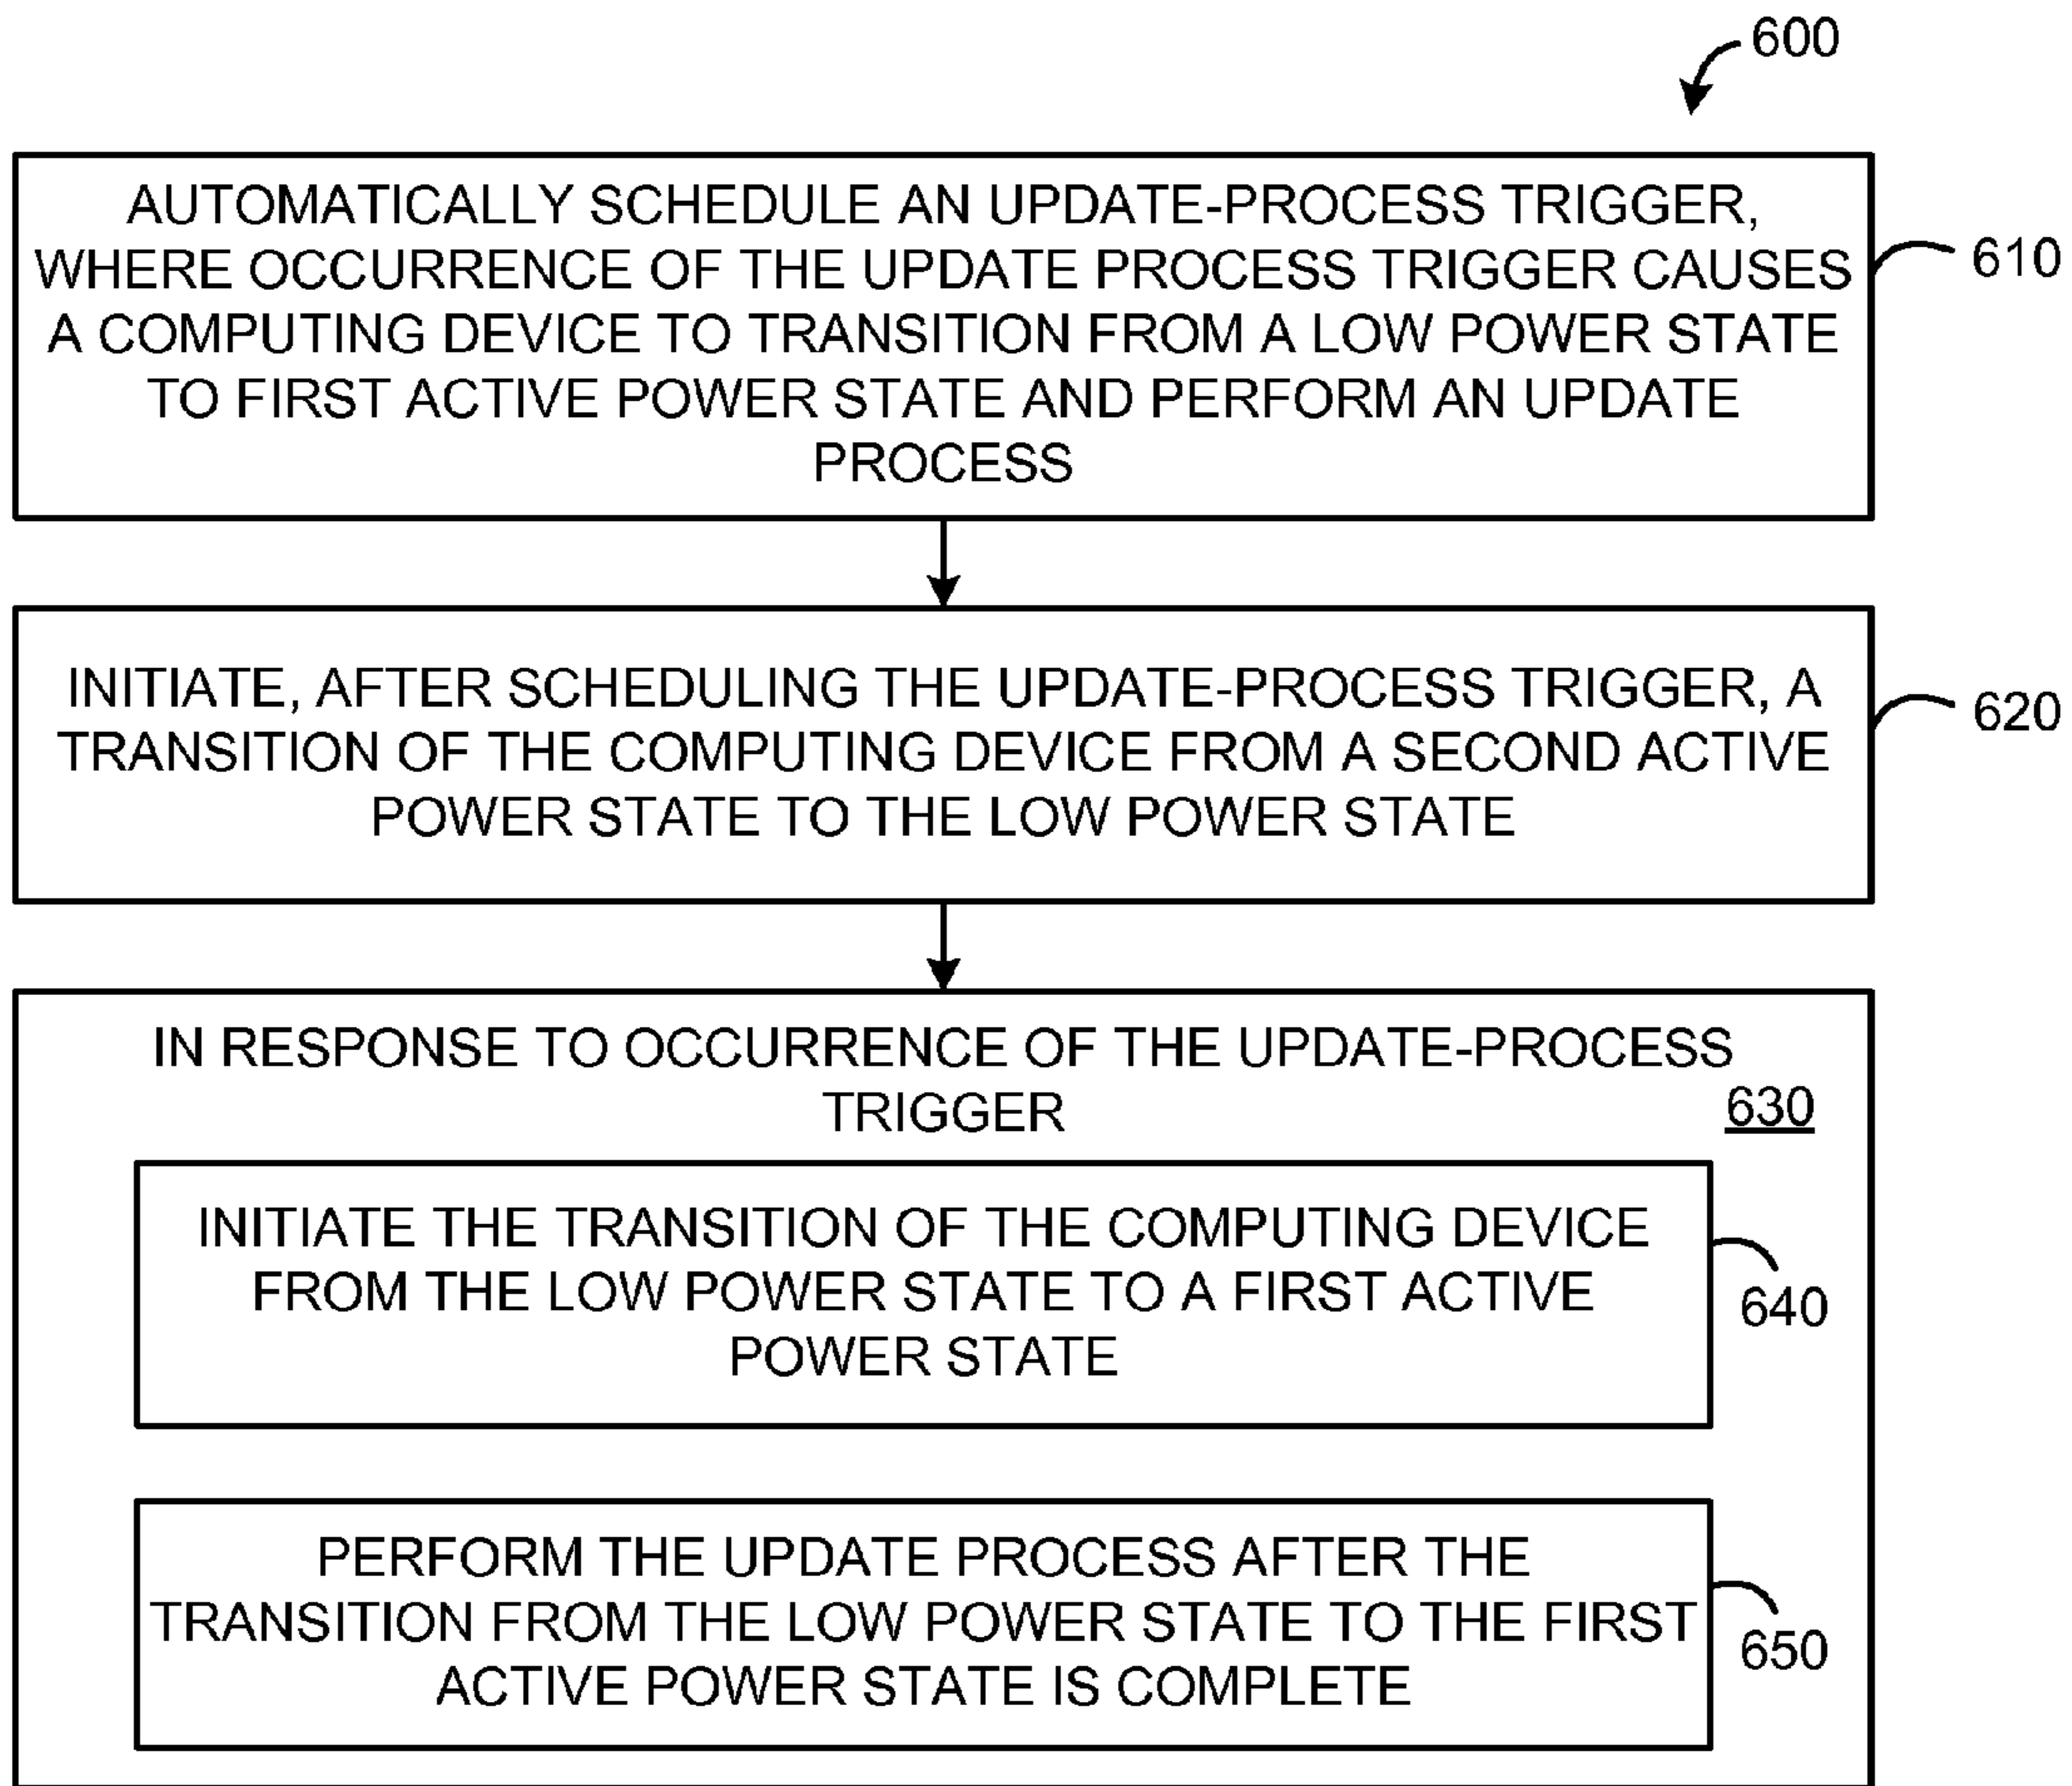 600
AUTOMATICALLY SCHEDULE AN UPDATE-PROCESS TRIGGER,
WHERE OCCURRENCE OF THE UPDATE PROCESS TRIGGER CAUSES
A COMPUTING DEVICE TO TRANSITION FROM A LOW POWER STATE
TO FIRST ACTIVE POWER STATE AND PERFORM AN UPDATE
PROCESS
610
INITIATE, AFTER SCHEDULING THE UPDATE-PROCESS TRIGGER, A
TRANSITION OF THE COMPUTING DEVICE FROM A SECOND ACTIVE
POWER STATE TO THE LOW POWER STATE
620
IN RESPONSE TO OCCURRENCE OF THE UPDATE-PROCESS
TRIGGER
630
INITIATE THE TRANSITION OF THE COMPUTING DEVICE
FROM THE LOW POWER STATE TO A FIRST ACTIVE
POWER STATE
640
PERFORM THE UPDATE PROCESS AFTER THE
TRANSITION FROM THE LOW POWER STATE TO THE FIRST
ACTIVE POWER STATE IS COMPLETE
650